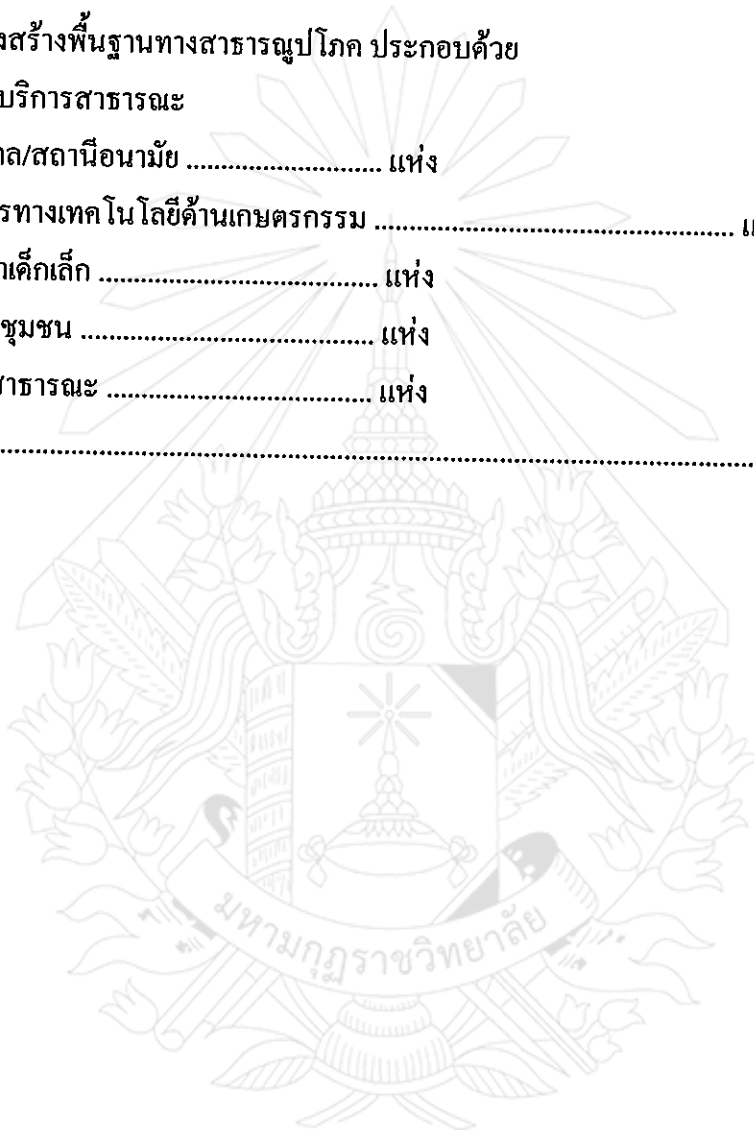 งสร้างพื้นฐานทางสาธารณูปโภค ประกอบด้วย
บริการสาธารณะ
าล/สถานีอนามัย .......................... แห่ง
รทางเทคโนโลยีด้านเกษตรกรรม ................................................ แ
าเด็กเล็ก ..................................... แห่ง
ชุมชน ....................................... แห่ง
สาธารณะ ................................... แห่ง
....................................................................................................
มหามกุฏราชวิทยาลัย